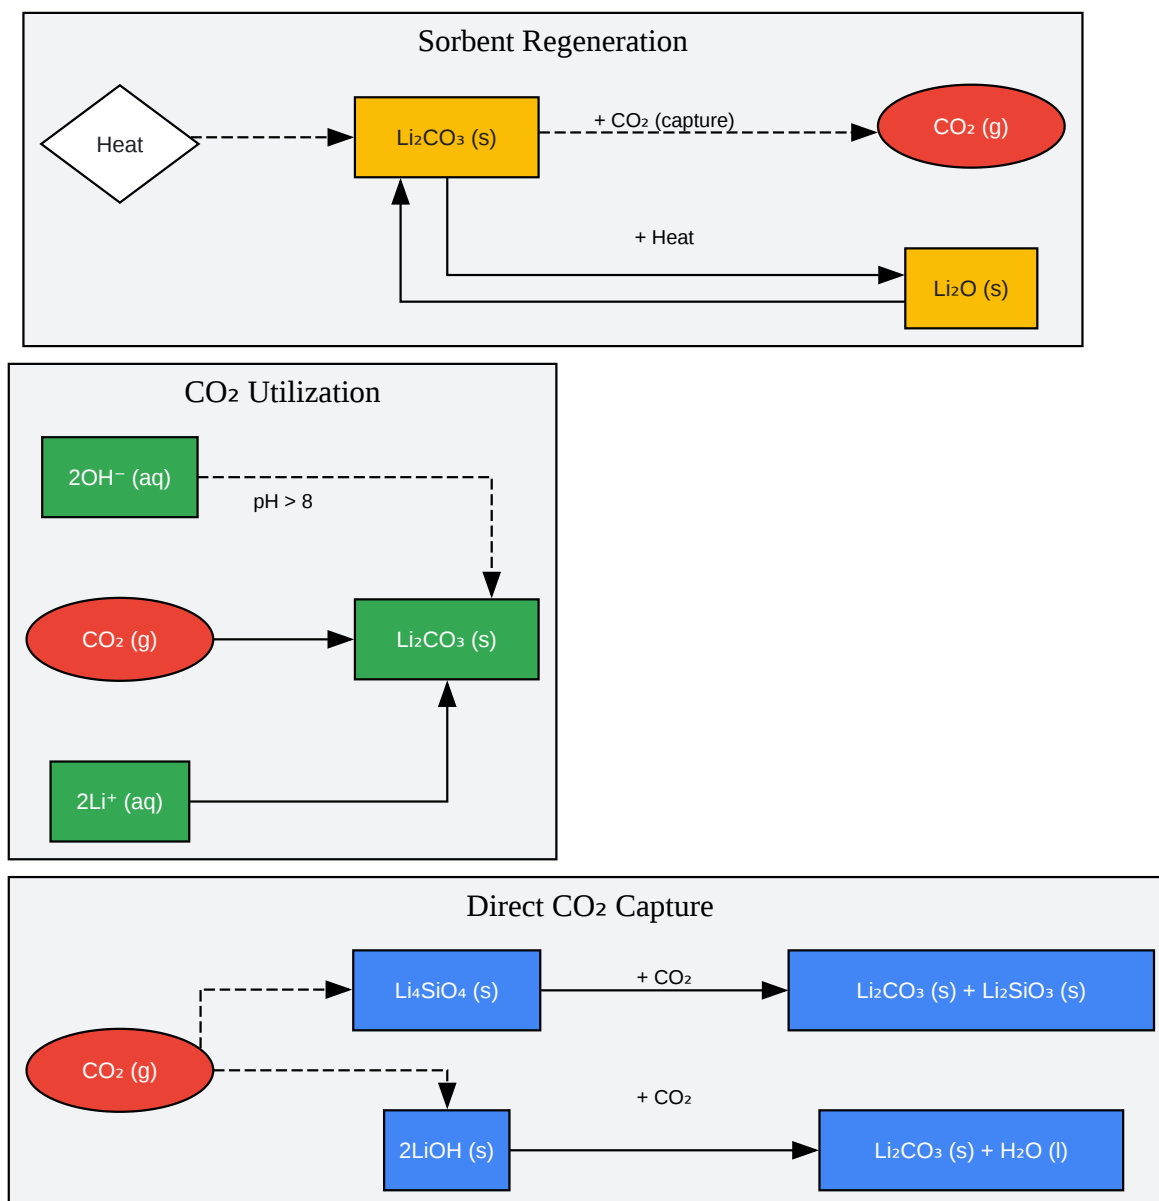 Sorbent Regeneration
Heat
Li₂CO₃ (s)
+ CO₂ (capture)
CO₂ (g)
+ Heat
Li₂O (s)
CO₂ Utilization
2OH⁻ (aq)
pH > 8
CO₂ (g)
Li₂CO₃ (s)
2Li⁺ (aq)
Direct CO₂ Capture
Li₄SiO₄ (s)
+ CO₂
Li₂CO₃ (s) + Li₂SiO₃ (s)
CO₂ (g)
+ CO₂
2LiOH (s)
Li₂CO₃ (s) + H₂O (l)